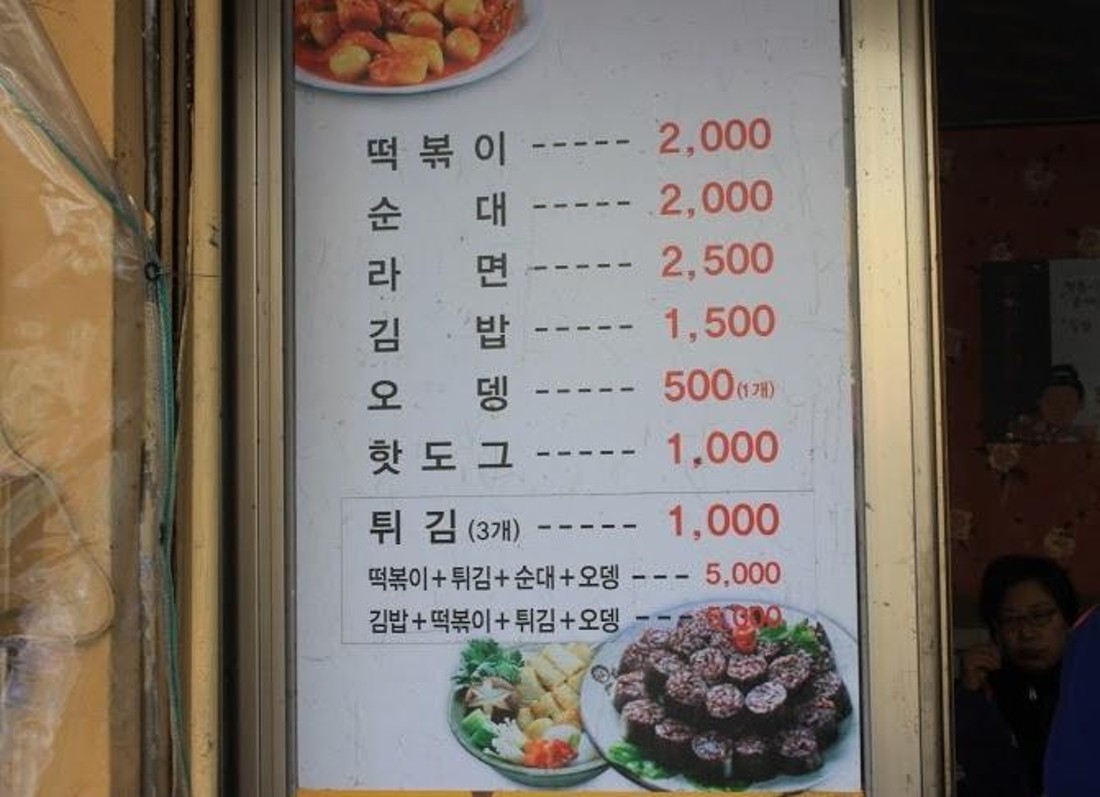 떡볶이 ----- 2,000
순대 ----- 2,000
라면 ----- 2,500
김밥 ----- 1,500
오뎅 ----- 500(1개)
핫도그 ----- 1,000
튀김(3개) ----- 1,000
떡볶이+튀김+순대+오뎅 --- 5,000
김밥+떡볶이+튀김+오뎅 ---